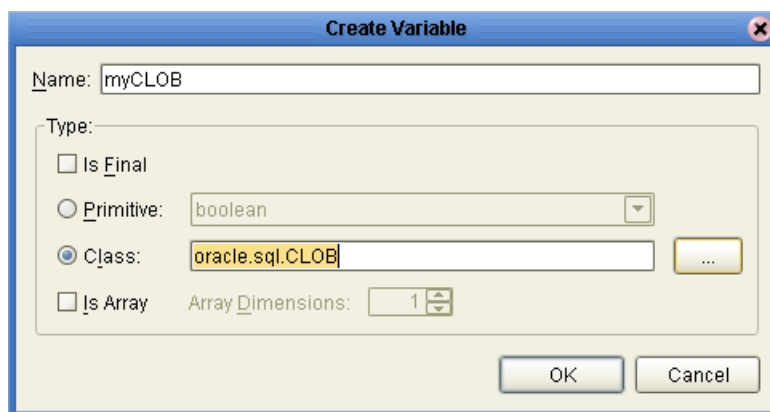 Create Variable
Name: myCLOB
Type:
Is Final
Primitive: boolean
Class: oracle.sql.CLOB ...
Is Array Array Dimensions: 1
OK Cancel